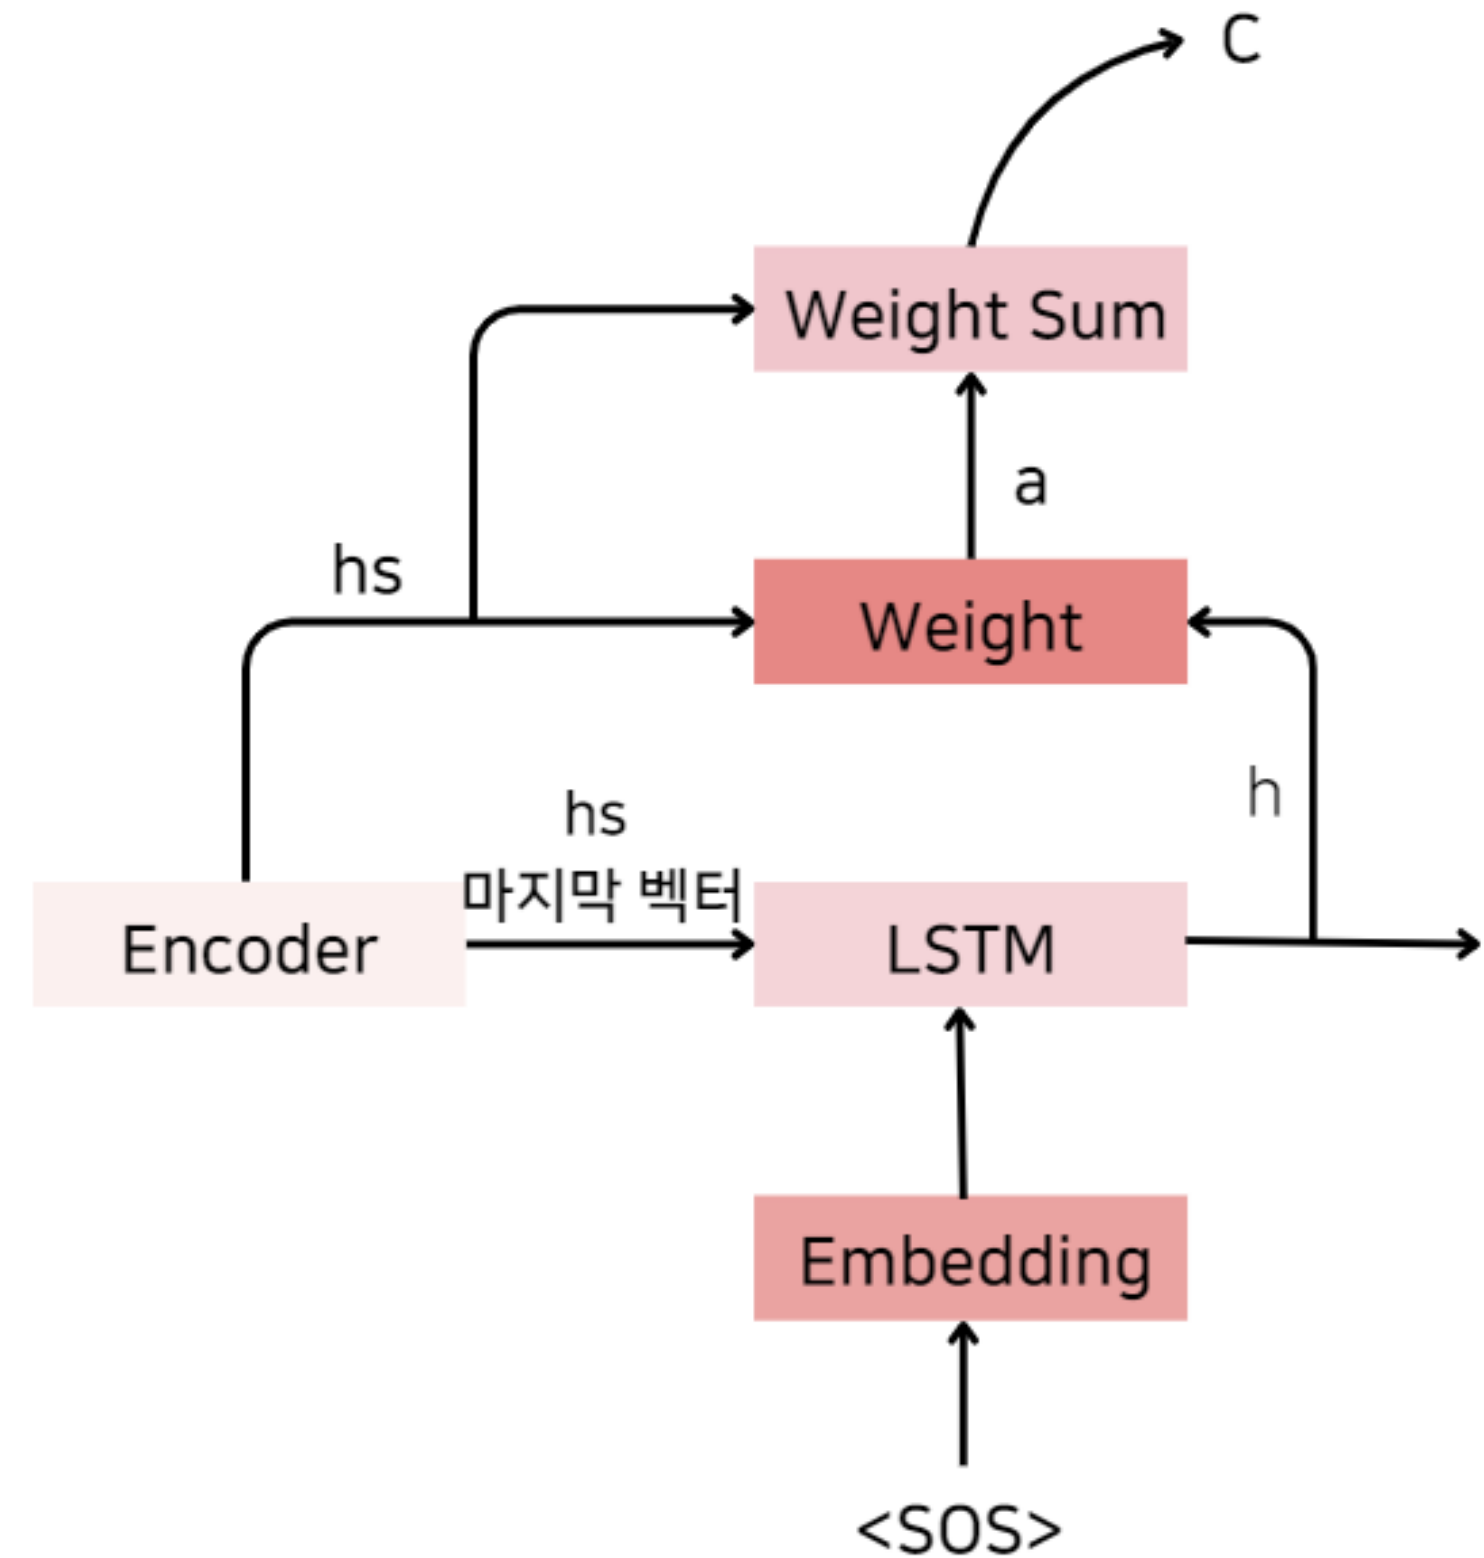 C
Weight Sum
a
hs
Weight
h
hs
마지막 벡터
Encoder
LSTM
Embedding
<SOS>